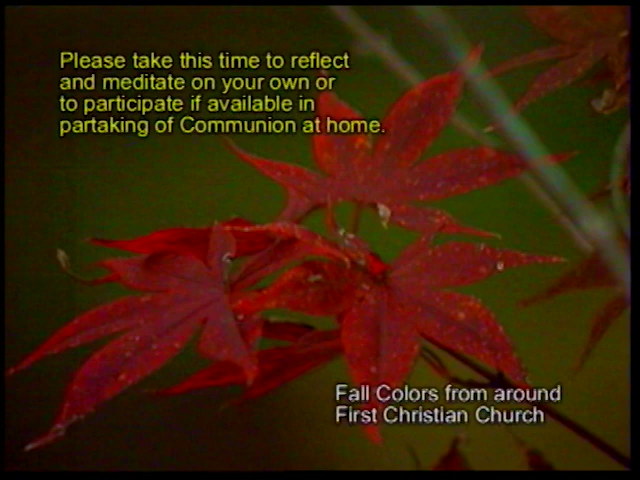 Please take this time to reflect
and meditate on your own or
to participate if available in
partaking of Communion at home.
Fall Colors from around
First Christian Church